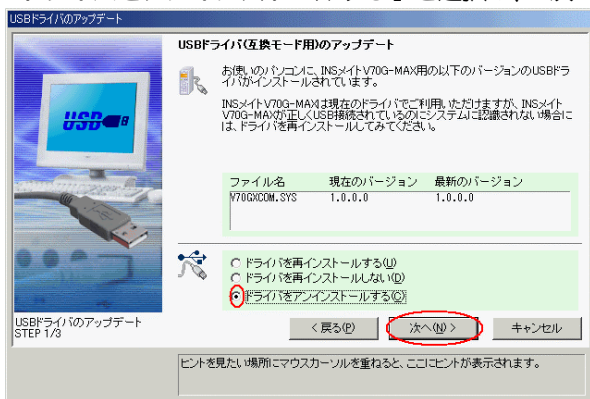 USBドライバのアップデート
USBドライバ(互換モード用)のアップデート
お使いのパソコンに、INSメイトV70G-MAX用の以下のバージョンのUSBドラ
イバがインストールされています。
INSメイトV70G-MAXは現在のドライバでご利用いただけますが、INSメイト
V70G-MAXが正しくUSB接続されているのにシステムに認識されない場合に
は、ドライバを再インストールしてみてください。
ファイル名 現在のバージョン 最新のバージョン
V70GXCOM.SYS 1.0.0.0 1.0.0.0
USB
ドライバを再インストールする(U)
ドライバを再インストールしない(D)
ドライバをアンインストールする(C)
USBドライバのアップデート
STEP 1/3
< 戻る(P) 次へ(N) > キャンセル
ヒントを見たい場所にマウスカーソルを重ねると、ここにヒントが表示されます。